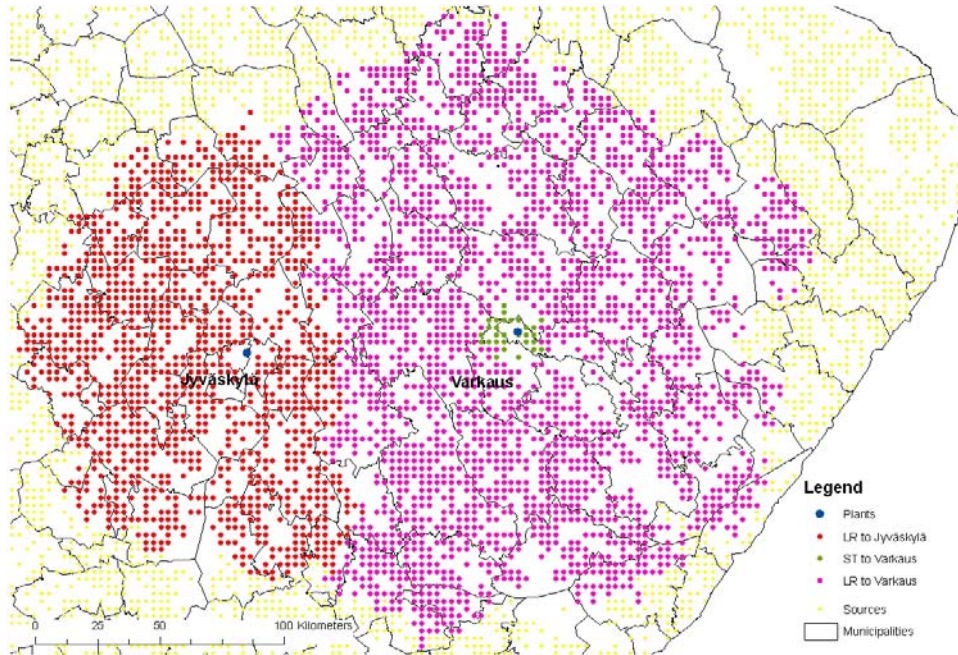 Jyväskylä
Varkaus
Legend
Plants
LR to Jyväskylä
ST to Varkaus
LR to Varkaus
Sources
Municipalities
0 25 50 100 Kilometers